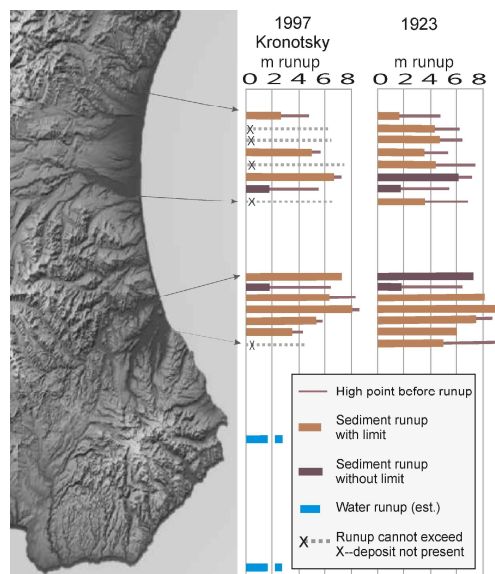 1997 1923
Kronotsky
m runup m runup
0 2 4 6 8 0 2 4 6 8
X
X
X
X
X
High point before runup
Sediment runup
with limit
Sediment runup
without limit
Water runup (est.)
X Runup cannot exceed
X--deposit not present